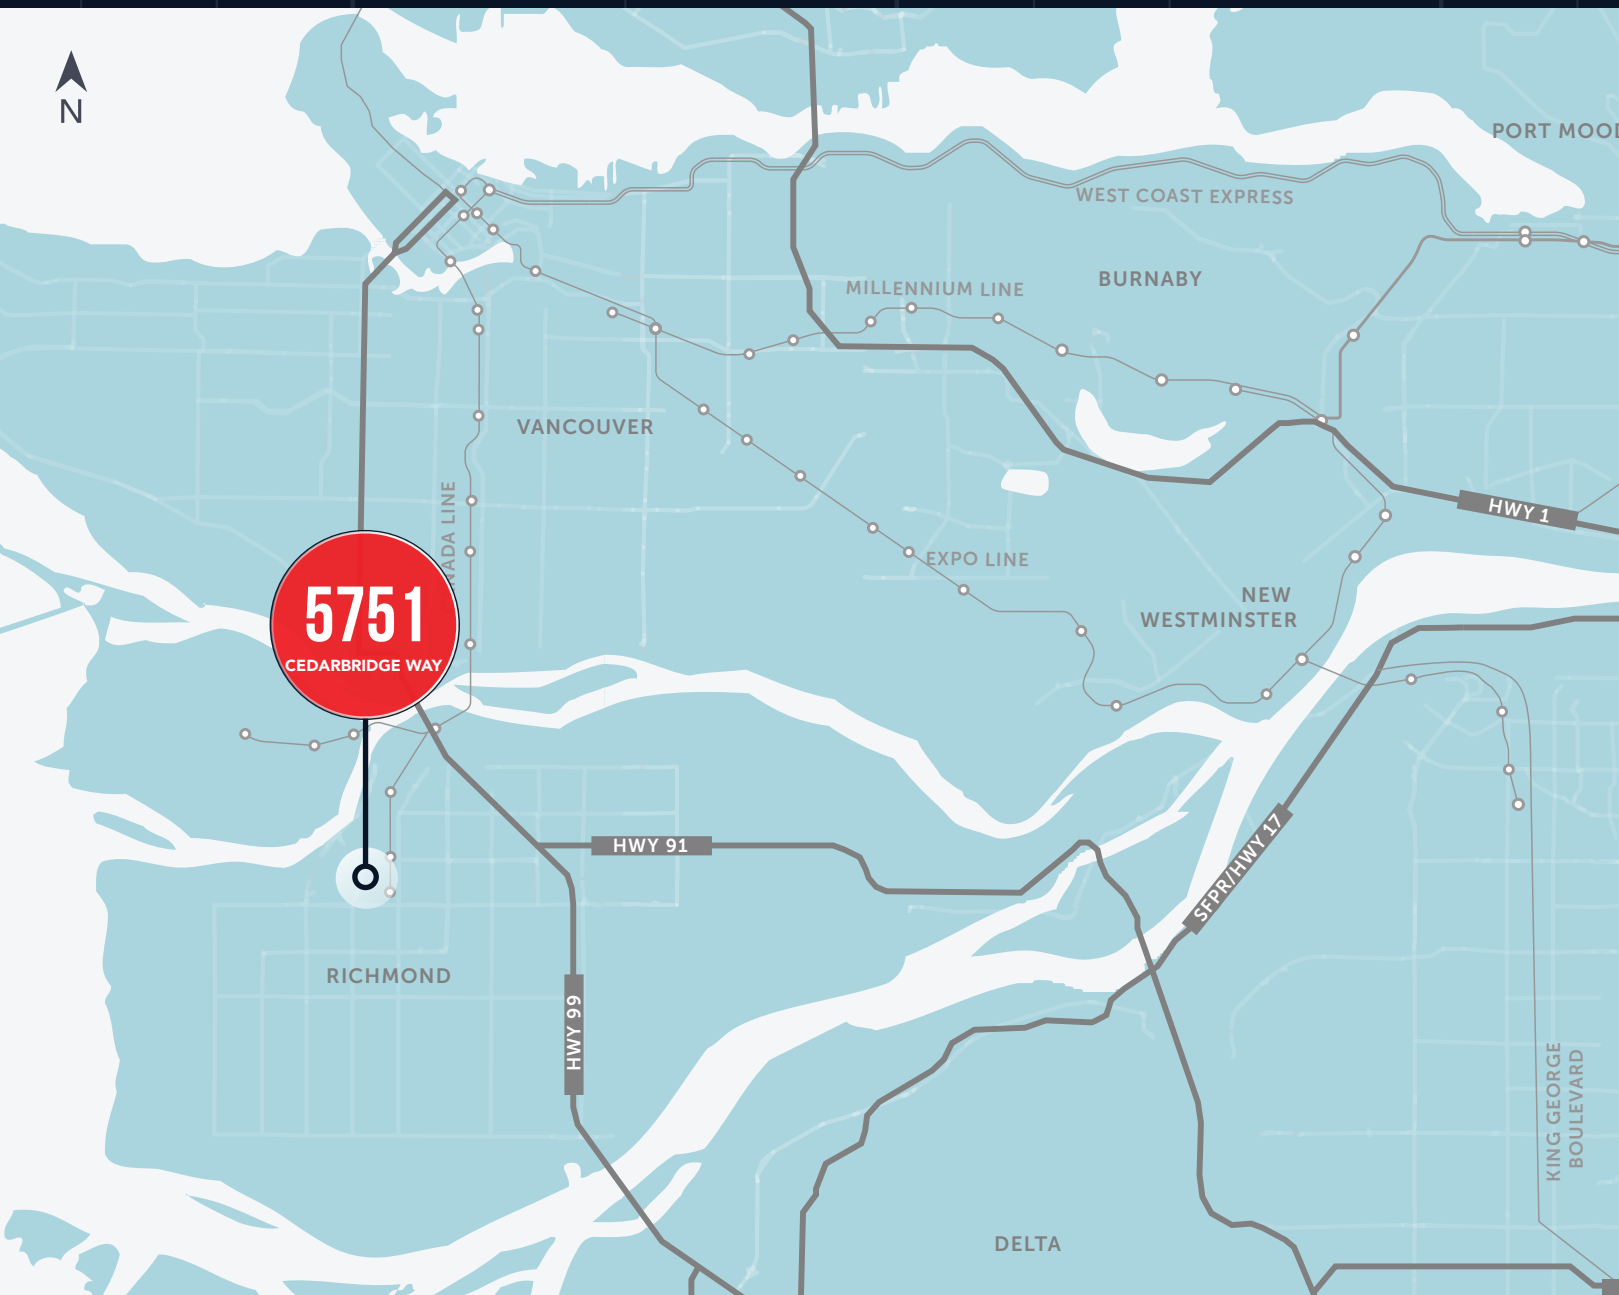 N
PORT MOOD
WEST COAST EXPRESS
BURNABY
MILLENNIUM LINE
VANCOUVER
NADA LINE
HWY 1
EXPO LINE
NEW
WESTMINSTER
5751
CEDARBRIDGE WAY
HWY 91
SFPR/HWY 17
RICHMOND
HWY 99
KING GEORGE
BOULEVARD
DELTA